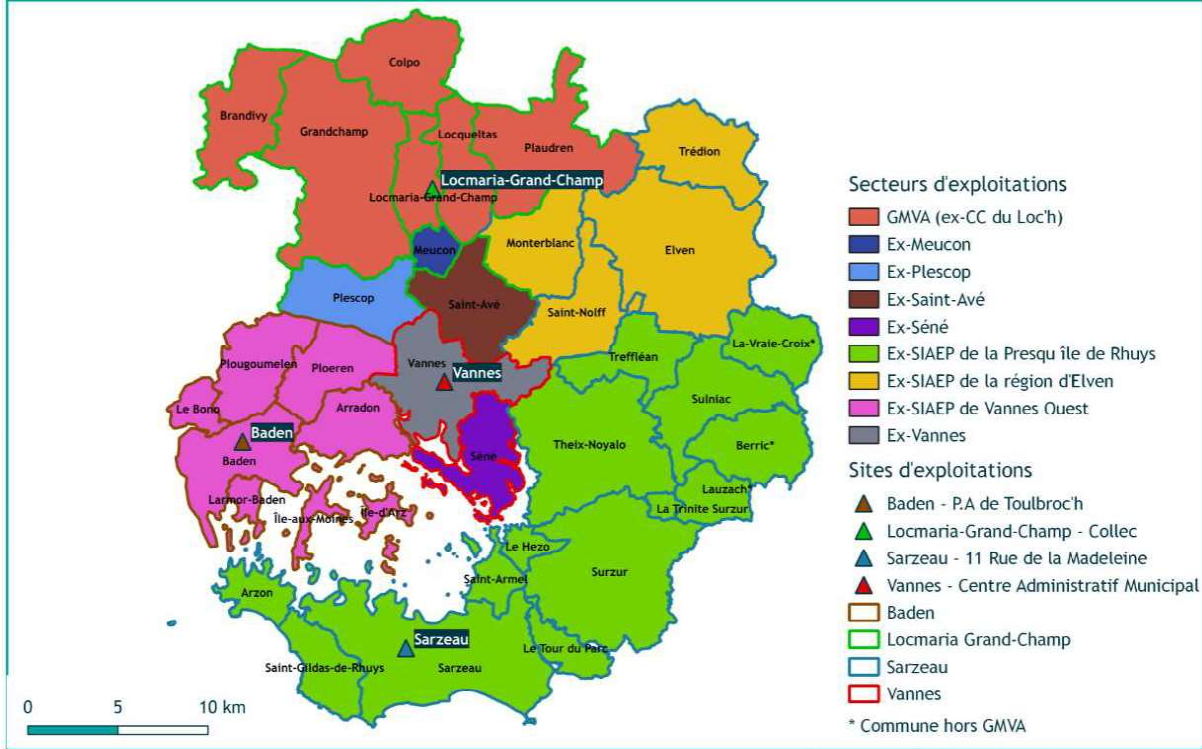 Colpo
Brandivy
Grandchamp
Locqueltas
Plaudren
Trédion
Locmaria-Grand-Champ
Locmaria-Grand-Champ
Meucon
Monterblanc
Elven
Plescop
Saint-Avé
Saint-Nolff
La-Vraie-Croix*
Plougoumelen
Ploeren
Vannes
Vannes
Treffléan
Sulniac
Le Bono
Arradon
Baden
Baden
Séné
Theix-Noyalo
Berric*
Larmor-Baden
Île-aux-Moines
Île-d'Arz
Lauzach*
La Trinite Surzur
Le Hezo
Surzur
Saint-Armel
Arzon
Sarzeau
Saint-Gildas-de-Rhuys
Sarzeau
Le Tour du Parc
0 5 10 km
Secteurs d'exploitations
GMVA (ex-CC du Loc'h)
Ex-Meucon
Ex-Plescop
Ex-Saint-Avé
Ex-Séné
Ex-SIAEP de la Presqu île de Rhuys
Ex-SIAEP de la région d'Elven
Ex-SIAEP de Vannes Ouest
Ex-Vannes
Sites d'exploitations
Baden - P.A de Toulbroc'h
Locmaria-Grand-Champ - Collec
Sarzeau - 11 Rue de la Madeleine
Vannes - Centre Administratif Municipal
Baden
Locmaria Grand-Champ
Sarzeau
Vannes
* Commune hors GMVA